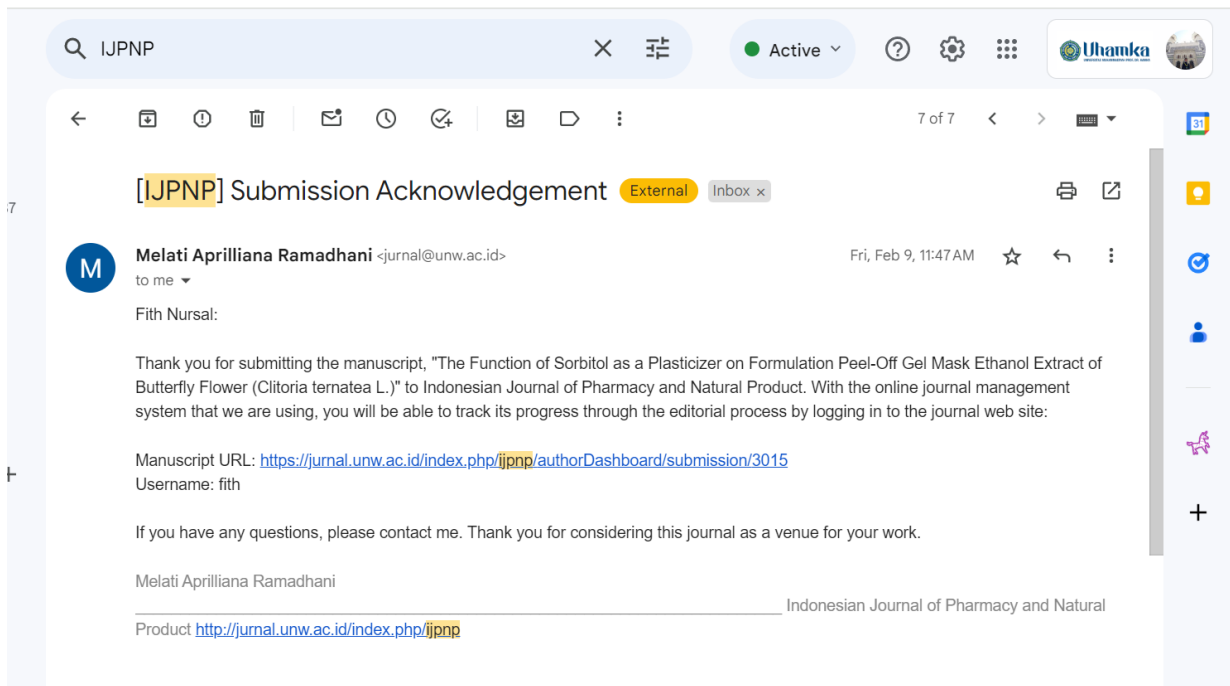 IJPNP
Active
Uhamka
7 of 7
31
[IJPNP] Submission Acknowledgement External Inbox x
37
M
Melati Aprilliana Ramadhani <jurnal@unw.ac.id> Fri, Feb 9, 11:47 AM
to me
Fith Nursal:
Thank you for submitting the manuscript, "The Function of Sorbitol as a Plasticizer on Formulation Peel-Off Gel Mask Ethanol Extract of
Butterfly Flower (Clitoria ternatea L.)" to Indonesian Journal of Pharmacy and Natural Product. With the online journal management
system that we are using, you will be able to track its progress through the editorial process by logging in to the journal web site:
Manuscript URL: https://jurnal.unw.ac.id/index.php/ijpnp/authorDashboard/submission/3015
Username: fith
If you have any questions, please contact me. Thank you for considering this journal as a venue for your work.
Melati Aprilliana Ramadhani
Indonesian Journal of Pharmacy and Natural
Product http://jurnal.unw.ac.id/index.php/ijpnp